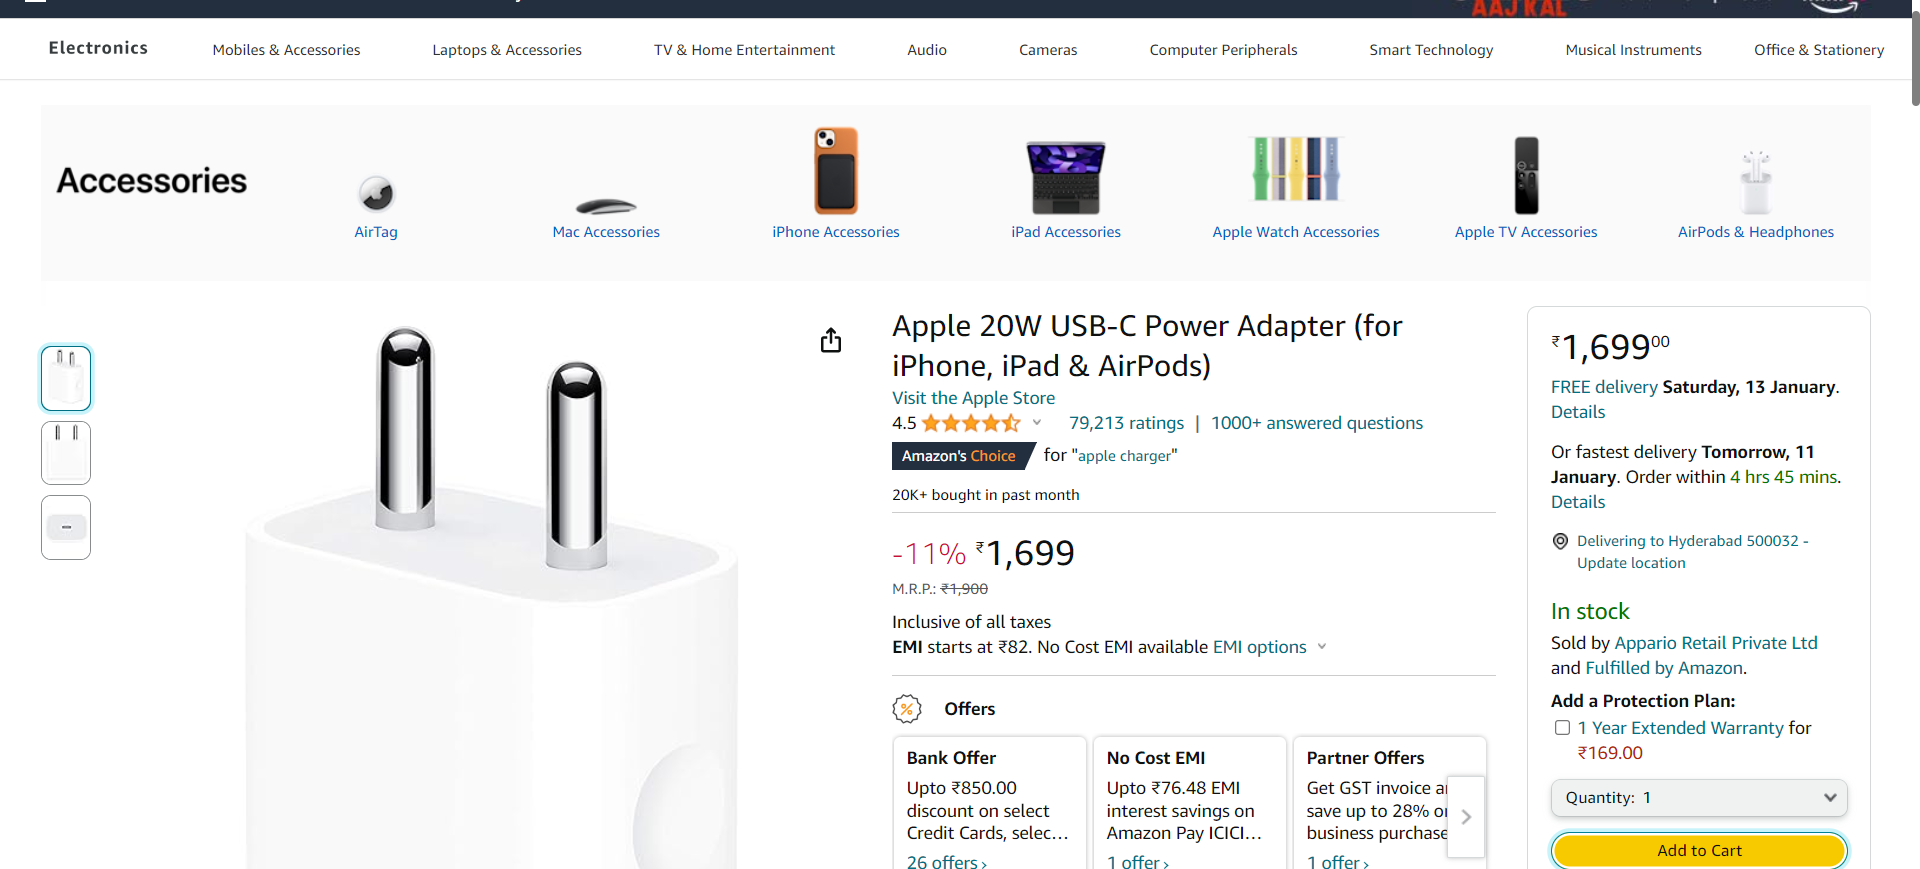 AAJ KAL
Electronics
Mobiles & Accessories
Laptops & Accessories
TV & Home Entertainment
Audio
Cameras
Computer Peripherals
Smart Technology
Musical Instruments
Office & Stationery
Accessories
AirTag
Mac Accessories
iPhone Accessories
iPad Accessories
Apple Watch Accessories
Apple TV Accessories
AirPods & Headphones
Apple 20W USB-C Power Adapter (for
iPhone, iPad & AirPods)
Visit the Apple Store
4.5 79,213 ratings | 1000+ answered questions
Amazon's Choice for "apple charger"
20K+ bought in past month
-11% ₹1,699
M.R.P.: ₹1,900
Inclusive of all taxes
EMI starts at ₹82. No Cost EMI available EMI options
% Offers
Bank Offer
Upto ₹850.00
discount on select
Credit Cards, selec...
26 offers ›
No Cost EMI
Upto ₹76.48 EMI
interest savings on
Amazon Pay ICICI...
1 offer ›
Partner Offers
Get GST invoice
save up to 28%
business purchase
1 offer ›
₹1,69900
FREE delivery Saturday, 13 January.
Details
Or fastest delivery Tomorrow, 11
January. Order within 4 hrs 45 mins.
Details
Delivering to Hyderabad 500032 -
Update location
In stock
Sold by Appario Retail Private Ltd
and Fulfilled by Amazon.
Add a Protection Plan:
1 Year Extended Warranty for
₹169.00
Quantity: 1
Add to Cart